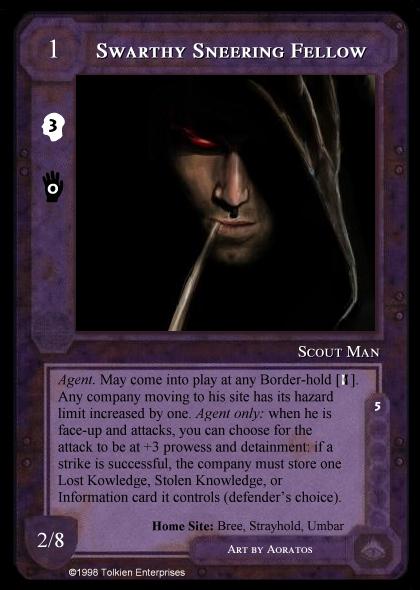 1
Swarthy Sneering Fellow
3
0
Scout Man
Agent. May come into play at any Border-hold [ ].
Any company moving to his site has its hazard
limit increased by one. Agent only: when he is
face-up and attacks, you can choose for the
attack to be at +3 prowess and detainment: if a
strike is successful, the company must store one
Lost Kowledge, Stolen Knowledge, or
Information card it controls (defender's choice).
5
Home Site: Bree, Strayhold, Umbar
2/8
Art by Aoratos
©1998 Tolkien Enterprises